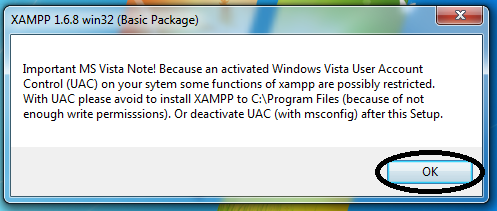 XAMPP 1.6.8 win32 (Basic Package)
Important MS Vista Note! Because an activated Windows Vista User Account
Control (UAC) on your sytem some functions of xampp are possibly restricted.
With UAC please avoid to install XAMPP to C:\Program Files (because of not
enough write permisssions). Or deactivate UAC (with msconfig) after this Setup.
OK